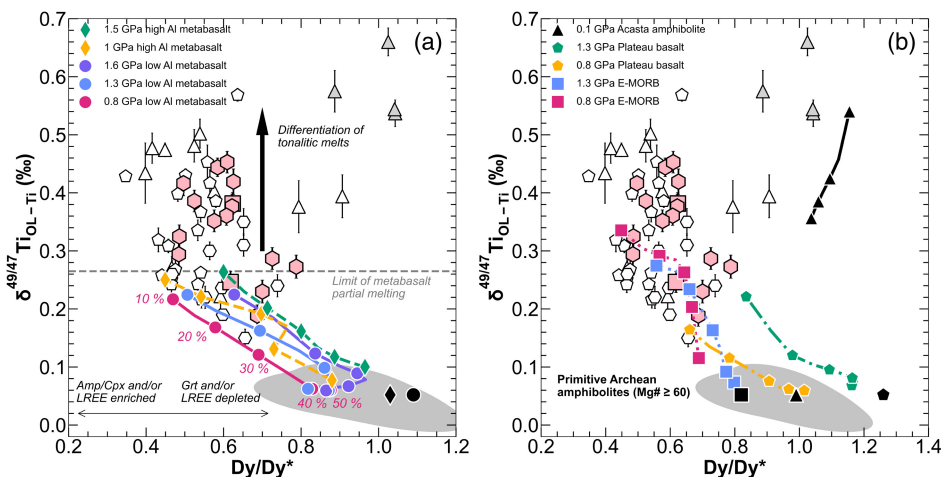 0.7
0.6
0.5
0.4
0.3
0.2
0.1
0.0
δ⁴⁹/⁴⁷Ti_OL−Ti (‰)
1.5 GPa high Al metabasalt
1 GPa high Al metabasalt
1.6 GPa low Al metabasalt
1.3 GPa low Al metabasalt
0.8 GPa low Al metabasalt
(a)
Differentiation of
tonalitic melts
Limit of metabasalt
partial melting
10 %
20 %
30 %
40 %
50 %
Amp/Cpx and/or
LREE enriched
Grt and/or
LREE depleted
0.2
0.4
0.6
0.8
1.0
1.2
Dy/Dy*
0.7
0.6
0.5
0.4
0.3
0.2
0.1
0.0
δ⁴⁹/⁴⁷Ti_OL−Ti (‰)
0.1 GPa Acasta amphibolite
1.3 GPa Plateau basalt
0.8 GPa Plateau basalt
1.3 GPa E-MORB
0.8 GPa E-MORB
(b)
Primitive Archean
amphibolites (Mg# ≥ 60)
0.2
0.4
0.6
0.8
1.0
1.2
1.4
Dy/Dy*